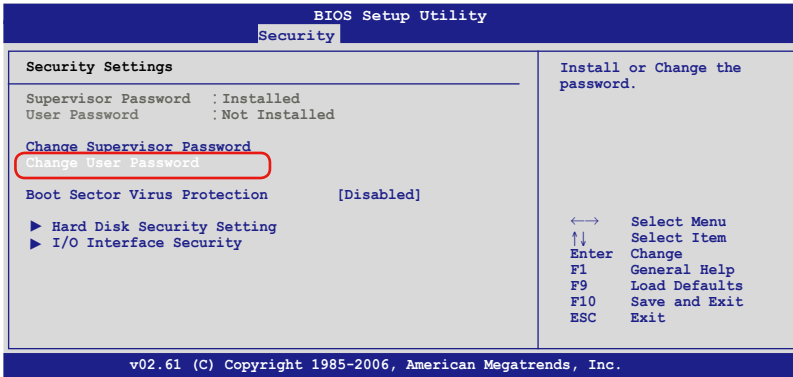 BIOS Setup Utility
Security
Security Settings
Supervisor Password : Installed
User Password : Not Installed
Change Supervisor Password
Change User Password
Boot Sector Virus Protection [Disabled]
▶ Hard Disk Security Setting
▶ I/O Interface Security
Install or Change the
password.
←→ Select Menu
↑↓ Select Item
Enter Change
F1 General Help
F9 Load Defaults
F10 Save and Exit
ESC Exit
v02.61 (C) Copyright 1985-2006, American Megatrends, Inc.